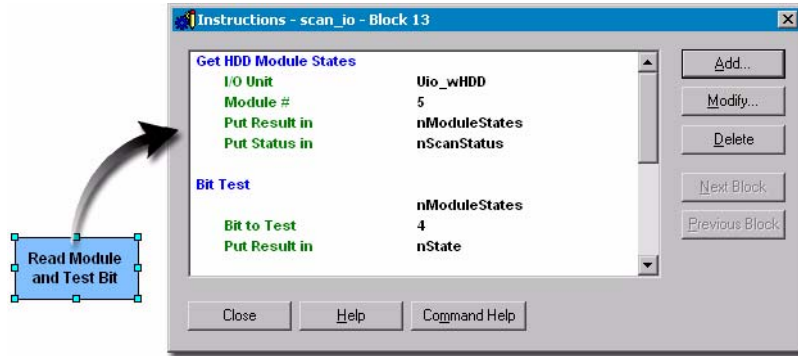 Instructions - scan_io - Block 13
Get HDD Module States
I/O Unit Uio_wHDD
Module # 5
Put Result in nModuleStates
Put Status in nScanStatus
Bit Test
nModuleStates
Bit to Test 4
Put Result in nState
Add...
Modify...
Delete
Next Block
Previous Block
Close
Help
Command Help
Read Module
and Test Bit